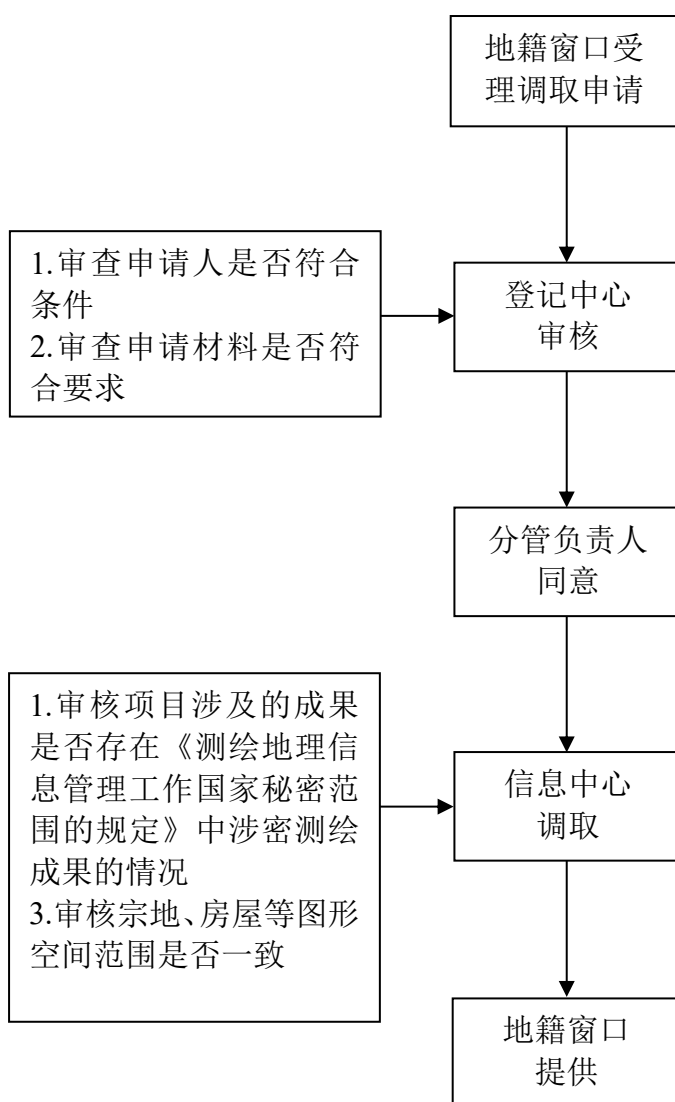 地籍窗口受
理调取申请
1.审查申请人是否符合
条件
2.审查申请材料是否符
合要求
登记中心
审核
分管负责人
同意
1.审核项目涉及的成果
是否存在《测绘地理信
息管理工作国家秘密范
围的规定》中涉密测绘
成果的情况
3.审核宗地、房屋等图形
空间范围是否一致
信息中心
调取
地籍窗口
提供